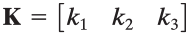 K = [k₁ k₂ k₃]